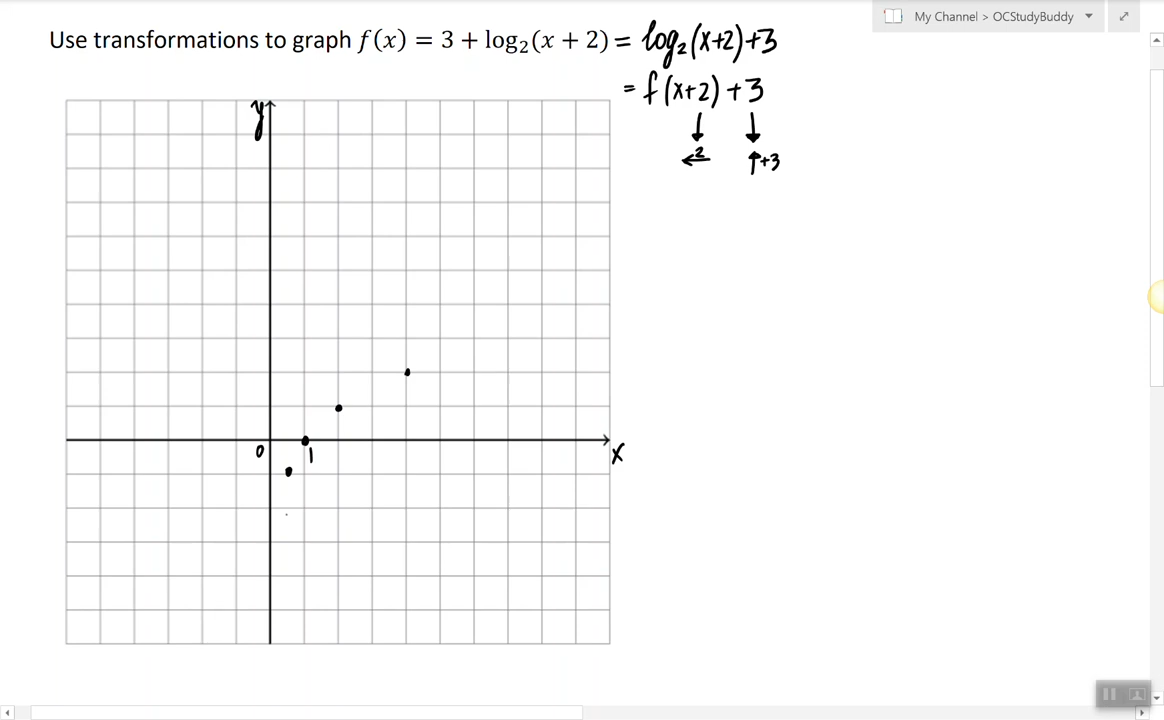 My Channel > OCStudyBuddy
Use transformations to graph f(x) = 3 + log₂(x + 2) = log₂(x+2)+3
= f(x+2) +3
←2 ↑+3
y
0 1 x